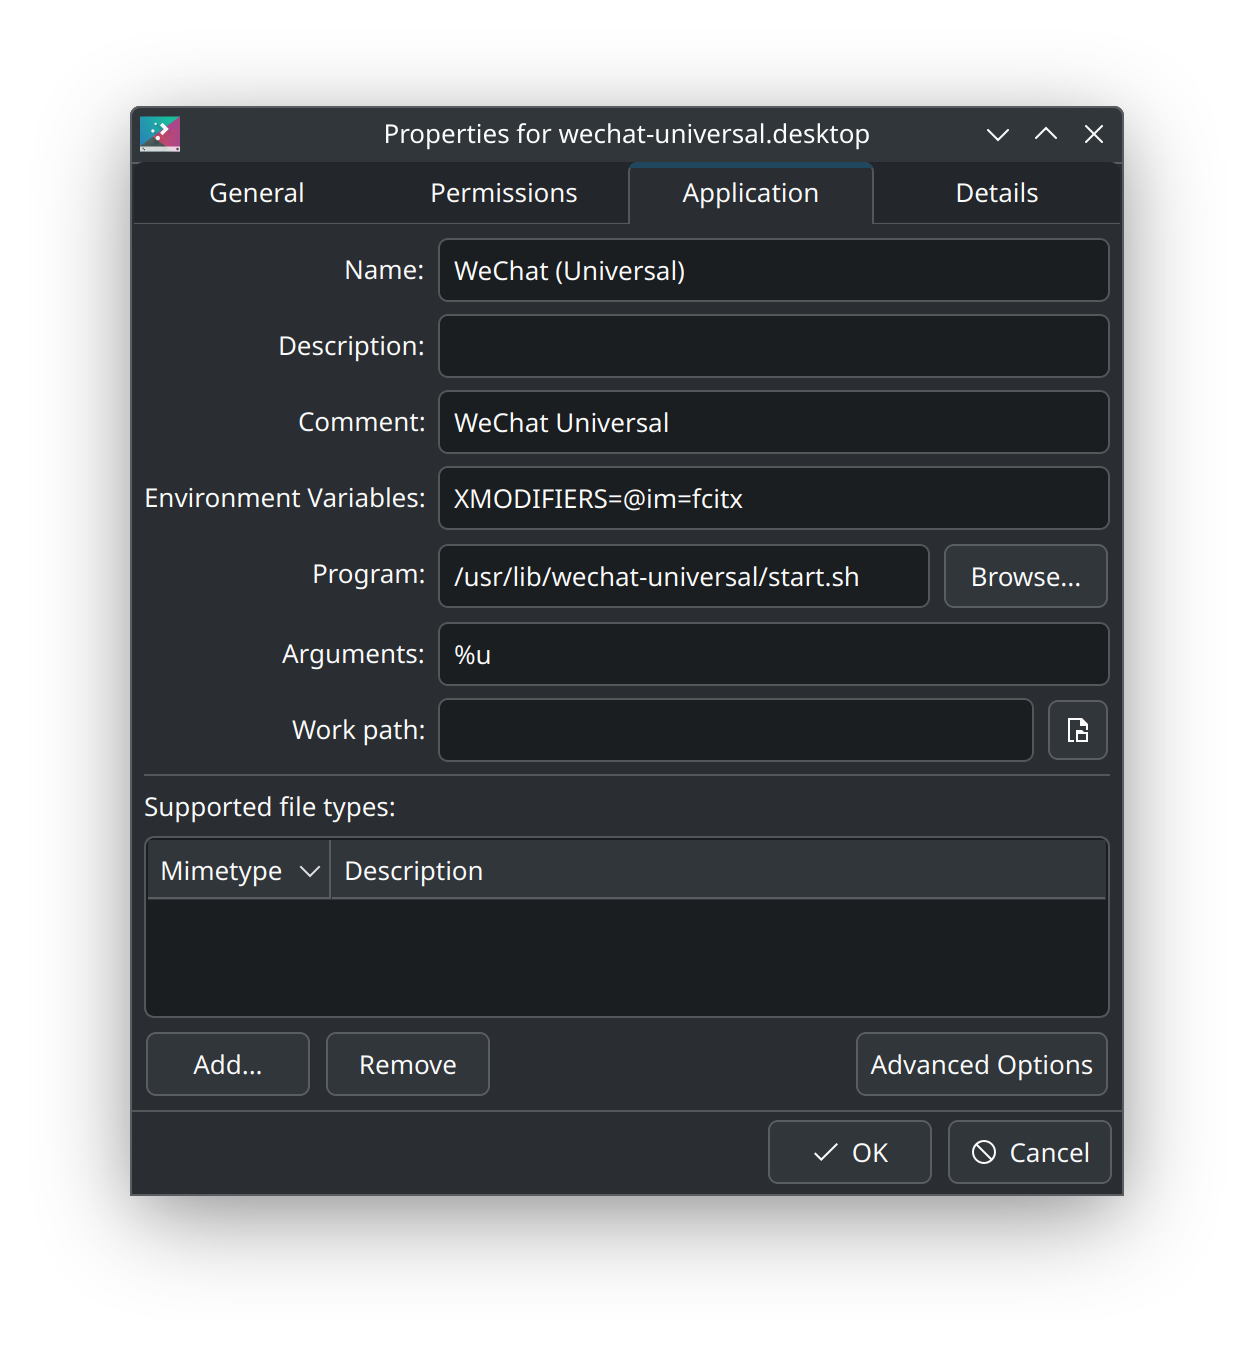 Properties for wechat-universal.desktop
General Permissions Application Details
Name: WeChat (Universal)
Description:
Comment: WeChat Universal
Environment Variables: XMODIFIERS=@im=fcitx
Program: /usr/lib/wechat-universal/start.sh Browse...
Arguments: %u
Work path:
Supported file types:
Mimetype Description
Add... Remove Advanced Options
OK Cancel